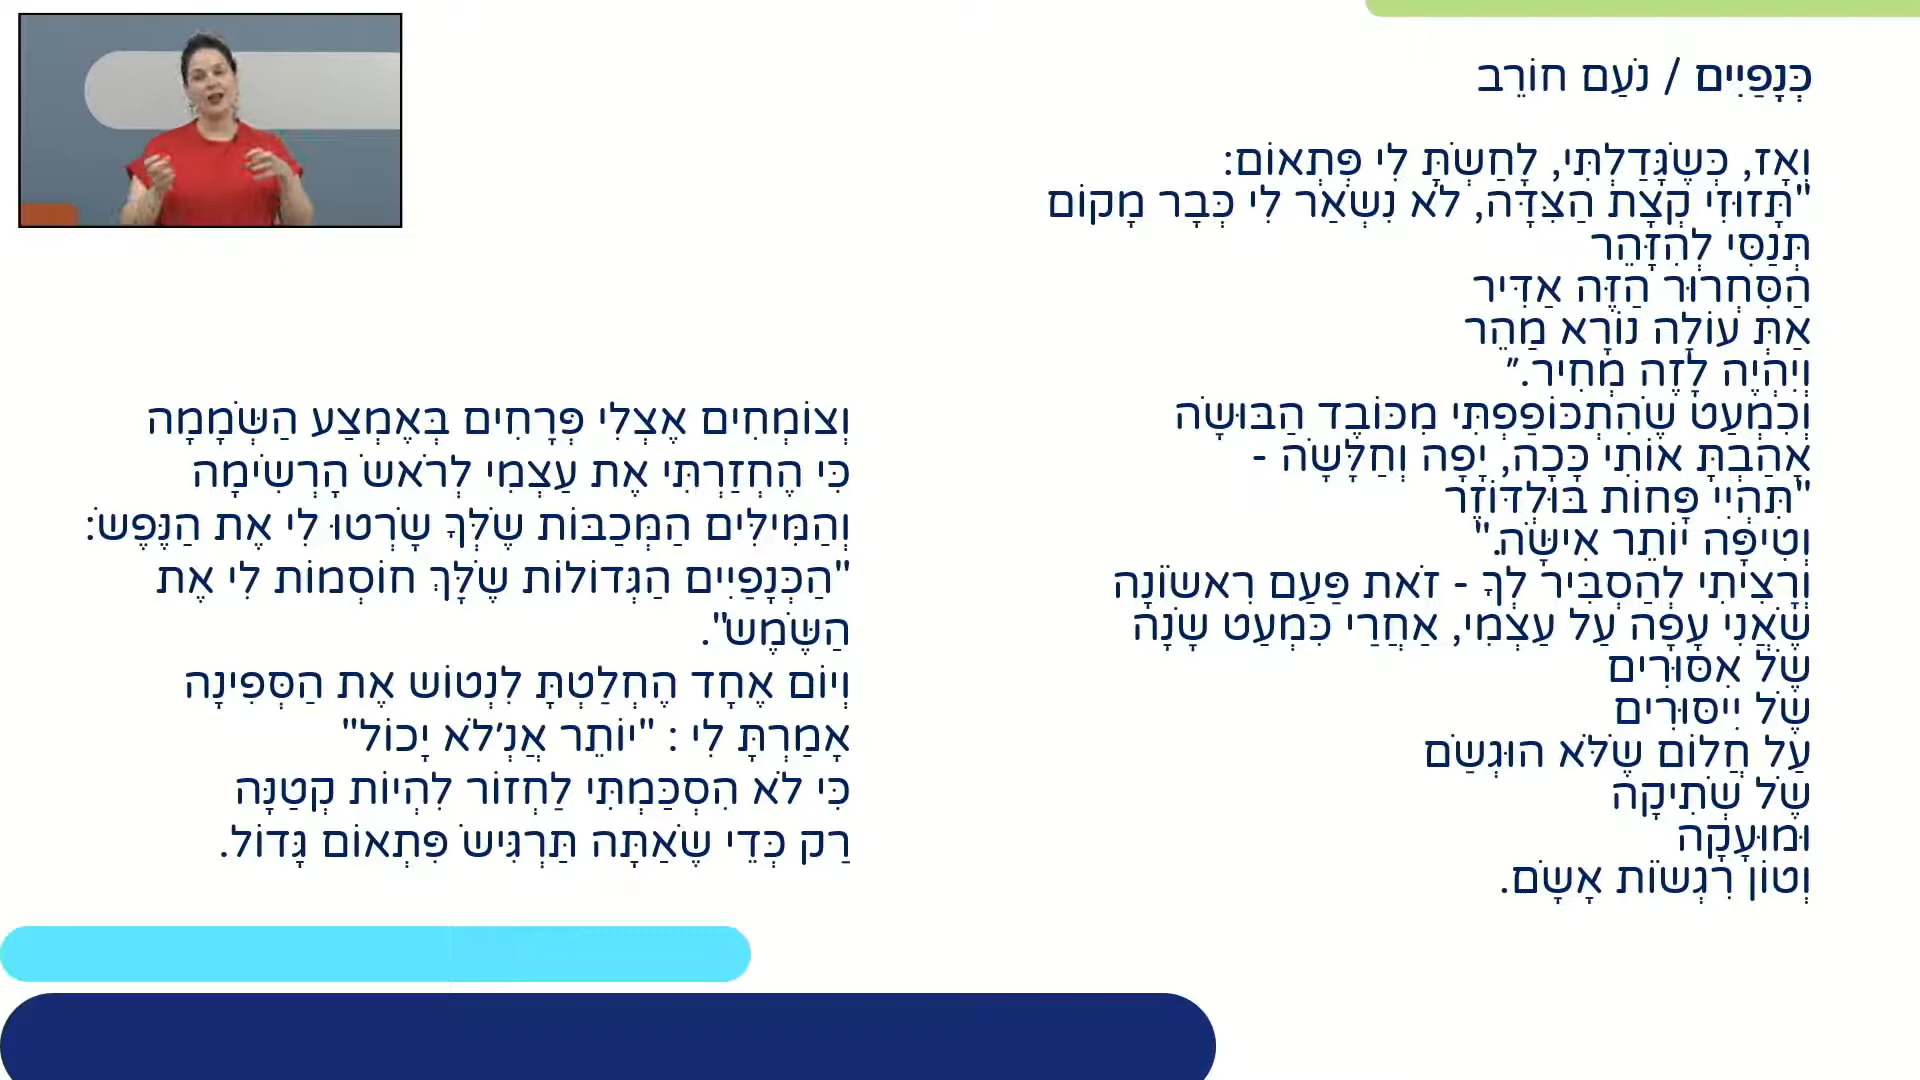 כְּנָפַיִים / נֹעַם חוֹרֵב
וְאָז, כְּשֶׁגָּדַלְתִּי, לָחַשְׁתָּ לִי פִּתְאוֹם:
"תָּזוּזִי קְצָת הַצִּדָּה, לֹא נִשְׁאַר לִי כְּבָר מָקוֹם
תְּנַסִּי לְהִזָּהֵר
הַסִּחְרוּר הַזֶּה אַדִּיר
אַתְּ עוֹלָה נוֹרָא מַהֵר
וְיִהְיֶה לָזֶה מְחִיר."
וְכִמְעַט שֶׁהִתְכּוֹפַפְתִּי מִכּוֹבֶד הַבּוּשָׁה
אָהַבְתָּ אוֹתִי כָּכָה, יָפָה וְחַלָּשָׁה -
"תִּהְיִי פָּחוֹת בּוּלְדּוֹזֶר
וְטִיפָּה יוֹתֵר אִישָּׁה."
וְרָצִיתִי לְהַסְבִּיר לְךָ - זֹאת פַּעַם רִאשׁוֹנָה
שֶׁאֲנִי עָפָה עַל עַצְמִי, אַחֲרֵי כִּמְעַט שָׁנָה
שֶׁל אִסּוּרִים
שֶׁל יִיסּוּרִים
עַל חֲלוֹם שֶׁלֹּא הוּגְשַׁם
שֶׁל שְׁתִיקָה
וּמוּעָקָה
וְטוֹן רִגְשׁוֹת אָשָׁם.
וְצוֹמְחִים אֶצְלִי פְּרָחִים בְּאֶמְצַע הַשְּׁמָמָה
כִּי הֶחְזַרְתִּי אֶת עַצְמִי לְרֹאשׁ הָרְשִׁימָה
וְהַמִּילִּים הַמְּכַבּוֹת שֶׁלְּךָ שָׂרְטוּ לִי אֶת הַנֶּפֶשׁ:
"הַכְּנָפַיִים הַגְּדוֹלוֹת שֶׁלָּךְ חוֹסְמוֹת לִי אֶת
הַשֶּׁמֶשׁ".
וְיוֹם אֶחָד הֶחְלַטְתָּ לִנְטוֹשׁ אֶת הַסְּפִינָה
אָמַרְתָּ לִי : "יוֹתֵר אֲנְ'לֹא יָכוֹל"
כִּי לֹא הִסְכַּמְתִּי לַחְזוֹר לִהְיוֹת קְטַנָּה
רַק כְּדֵי שֶׁאַתָּה תַּרְגִּישׁ פִּתְאוֹם גָּדוֹל.